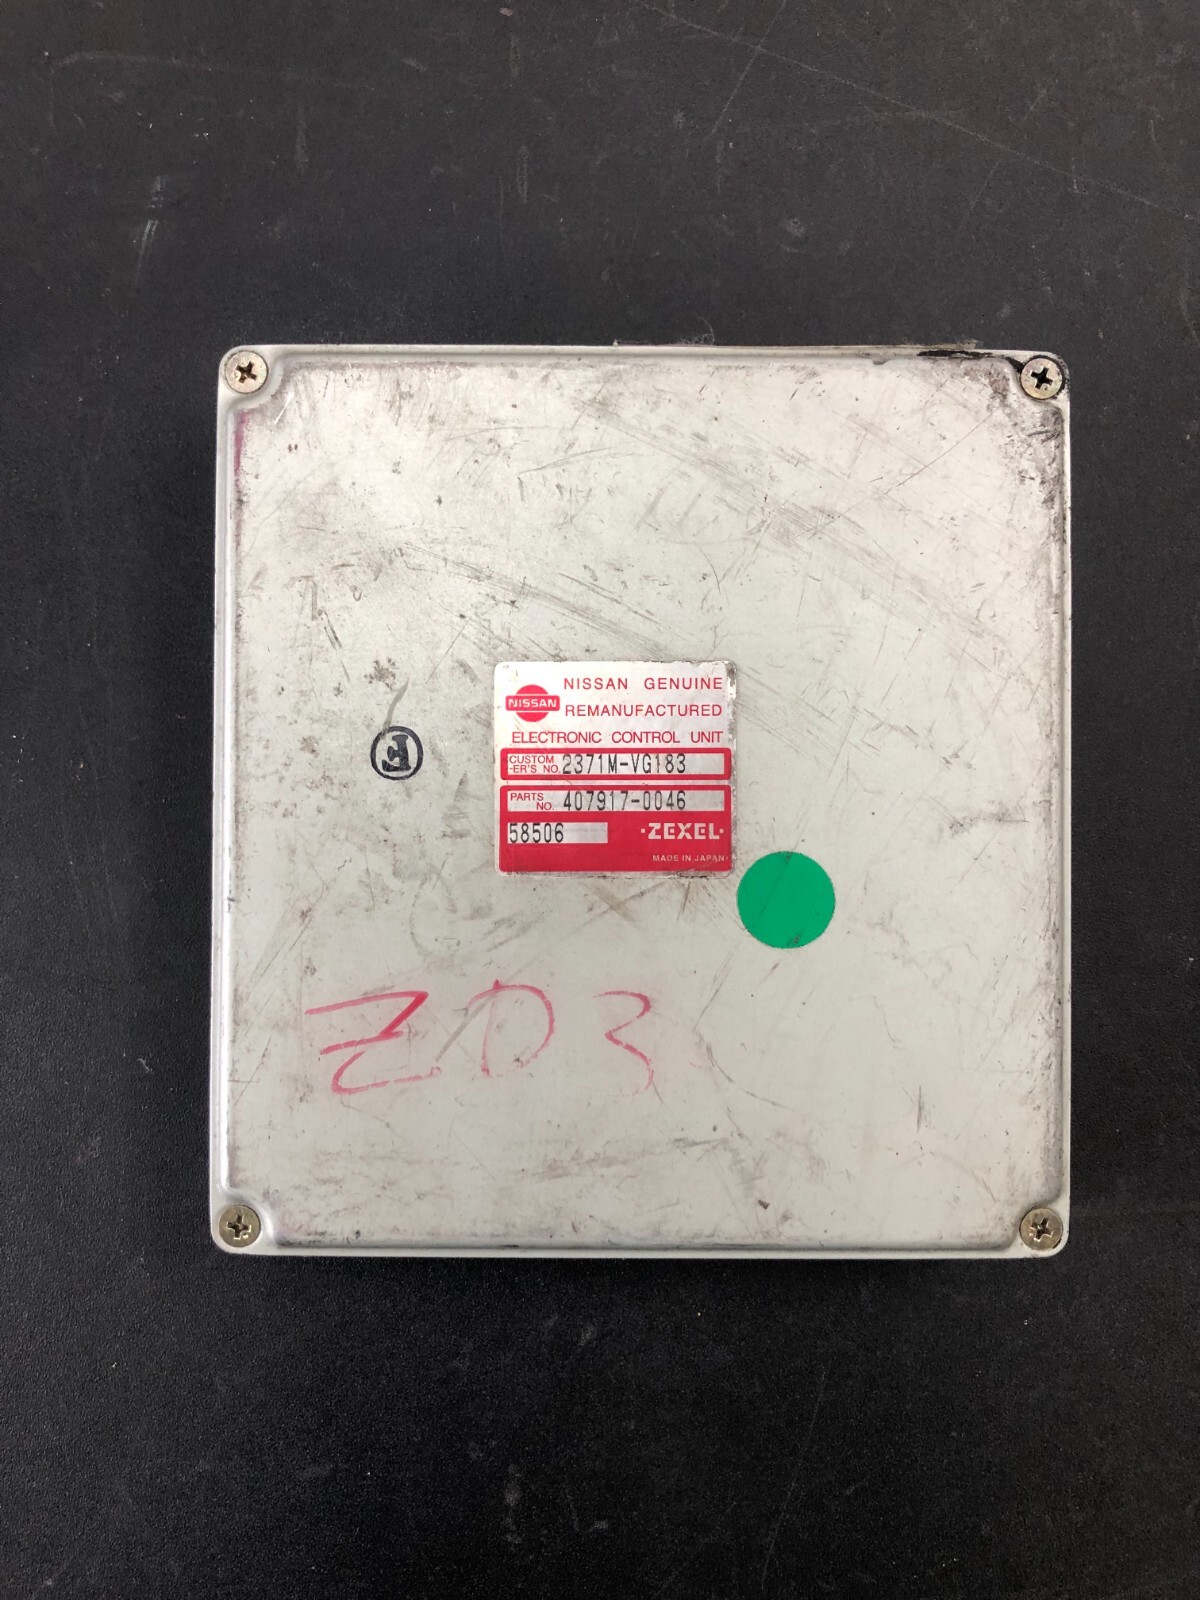 NISSAN GENUINE
NISSAN
REMANUFACTURED
ELECTRONIC CONTROL UNIT
CUSTOM
-ER'S NO. 2371M-VG183
PARTS
NO. 407917-0046
58506 ·ZEXEL·
MADE IN JAPAN
E
ZD3